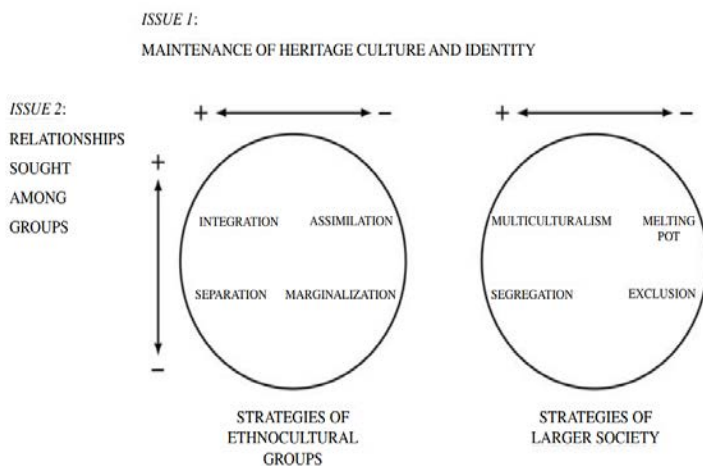 ISSUE 1:
MAINTENANCE OF HERITAGE CULTURE AND IDENTITY
ISSUE 2:
RELATIONSHIPS
SOUGHT
AMONG
GROUPS
+ −
+ −
+
−
INTEGRATION ASSIMILATION
SEPARATION MARGINALIZATION
MULTICULTURALISM MELTING
POT
SEGREGATION EXCLUSION
STRATEGIES OF
ETHNOCULTURAL
GROUPS
STRATEGIES OF
LARGER SOCIETY